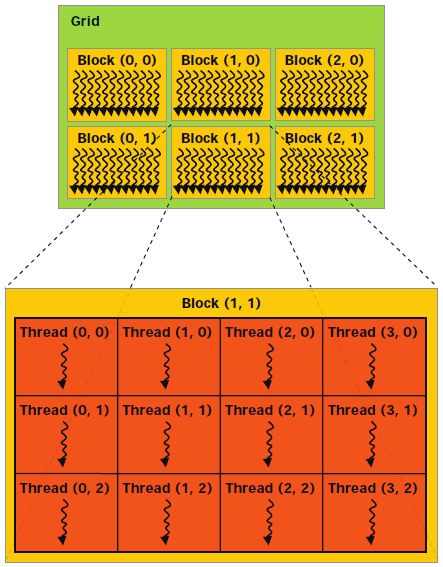 Grid
Block (0, 0) Block (1, 0) Block (2, 0)
Block (0, 1) Block (1, 1) Block (2, 1)
Block (1, 1)
Thread (0, 0) Thread (1, 0) Thread (2, 0) Thread (3, 0)
Thread (0, 1) Thread (1, 1) Thread (2, 1) Thread (3, 1)
Thread (0, 2) Thread (1, 2) Thread (2, 2) Thread (3, 2)